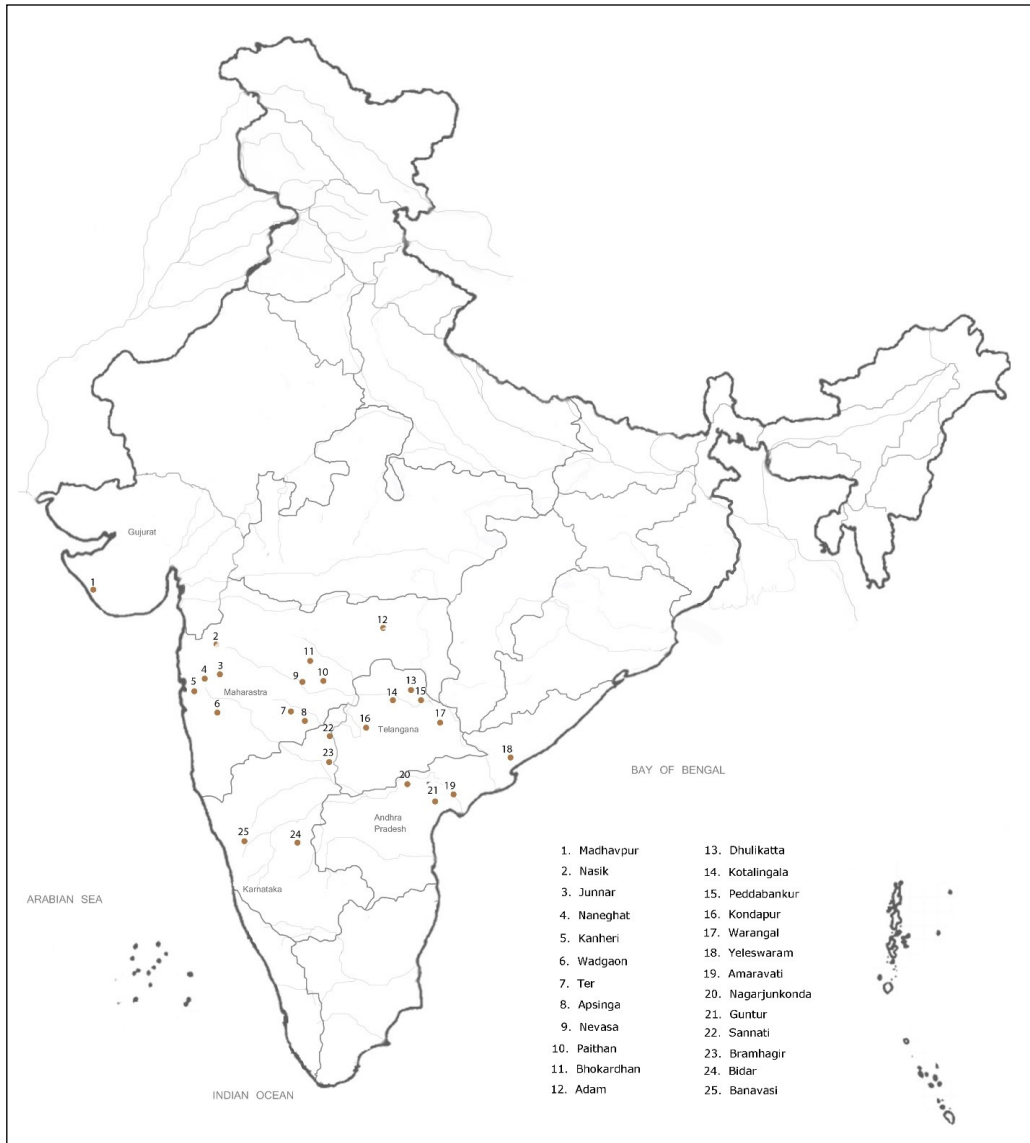 Gujurat
1
12
2
11
3
4
9
10
13
5
Maharastra
14
15
6
7
8
16
17
22
Telangana
18
23
BAY OF BENGAL
20
19
21
Andhra
Pradesh
25
24
Karnataka
ARABIAN SEA
INDIAN OCEAN
1. Madhavpur
2. Nasik
3. Junnar
4. Naneghat
5. Kanheri
6. Wadgaon
7. Ter
8. Apsinga
9. Nevasa
10. Paithan
11. Bhokardhan
12. Adam
13. Dhulikatta
14. Kotalingala
15. Peddabankur
16. Kondapur
17. Warangal
18. Yeleswaram
19. Amaravati
20. Nagarjunkonda
21. Guntur
22. Sannati
23. Bramhagir
24. Bidar
25. Banavasi